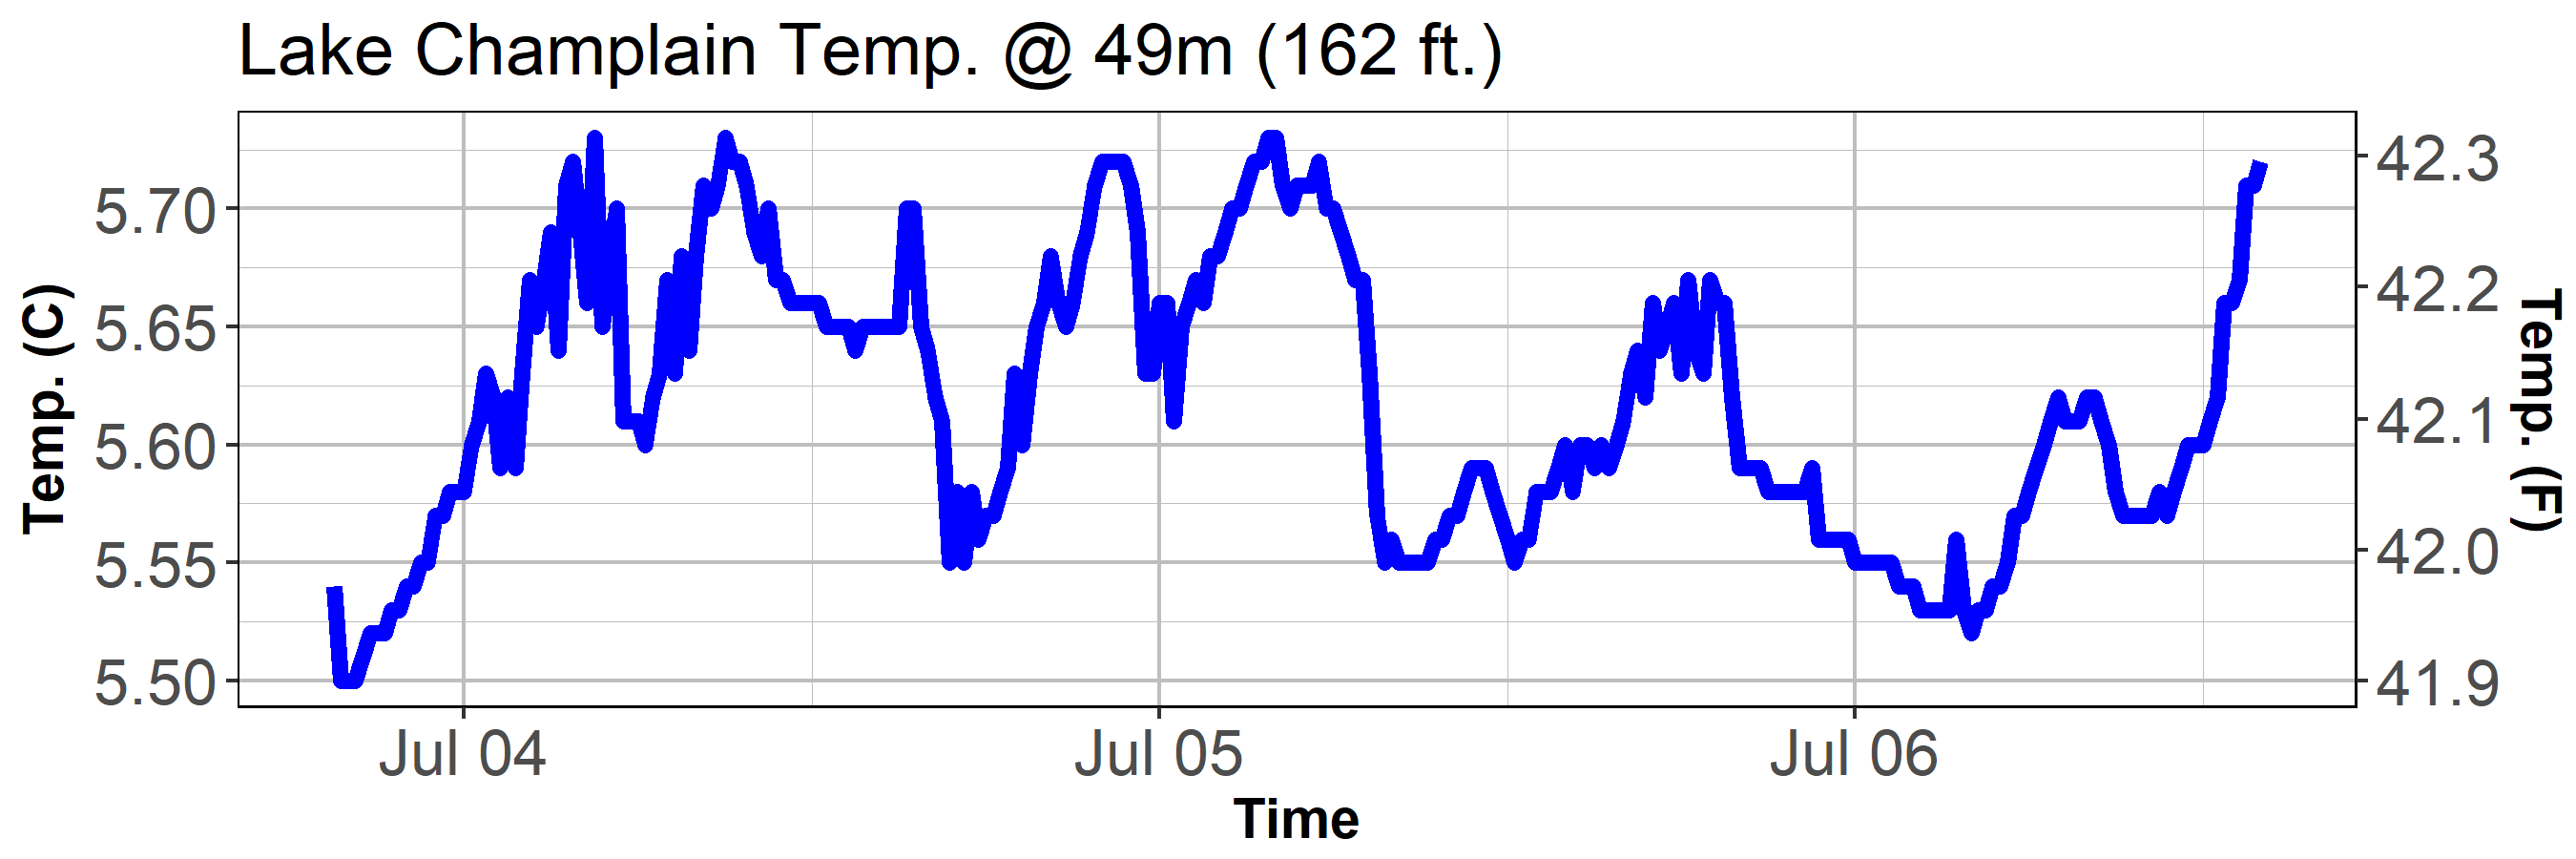 Lake Champlain Temp. @ 49m (162 ft.)
Temp. (C)
5.70
5.65
5.60
5.55
5.50
42.3
42.2
42.1
42.0
41.9
Temp. (F)
Jul 04
Jul 05
Jul 06
Time